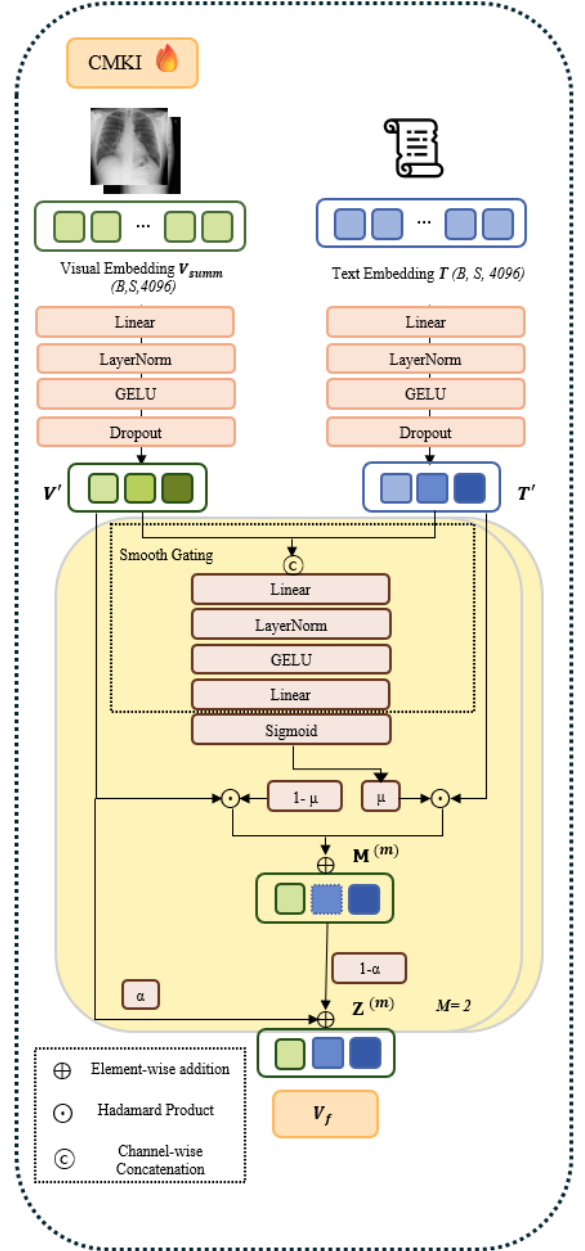 CMKI
...
...
Visual Embedding V_summ
(B,S,4096)
Text Embedding T (B, S, 4096)
Linear
LayerNorm
GELU
Dropout
Linear
LayerNorm
GELU
Dropout
V′
T′
Smooth Gating
C
Linear
LayerNorm
GELU
Linear
Sigmoid
1- μ
μ
M (m)
1-α
α
Z (m)
M= 2
V_f
Element-wise addition
Hadamard Product
C
Channel-wise
Concatenation